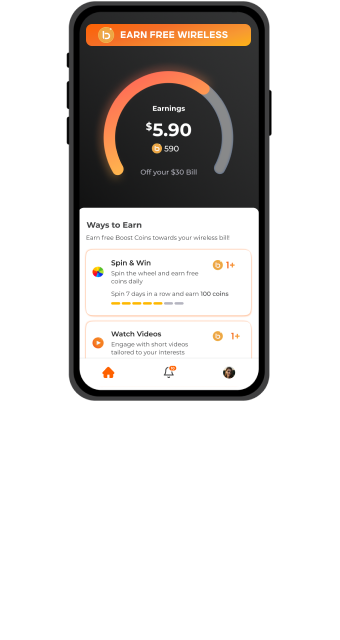 EARN FREE WIRELESS
Earnings
$5.90
b 590
Off your $30 Bill
Ways to Earn
Earn free Boost Coins towards your wireless bill!
Spin & Win
b 1+
Spin the wheel and earn free
coins daily
Spin 7 days in a row and earn 100 coins
Watch Videos
b 1+
Engage with short videos
tailored to your interests